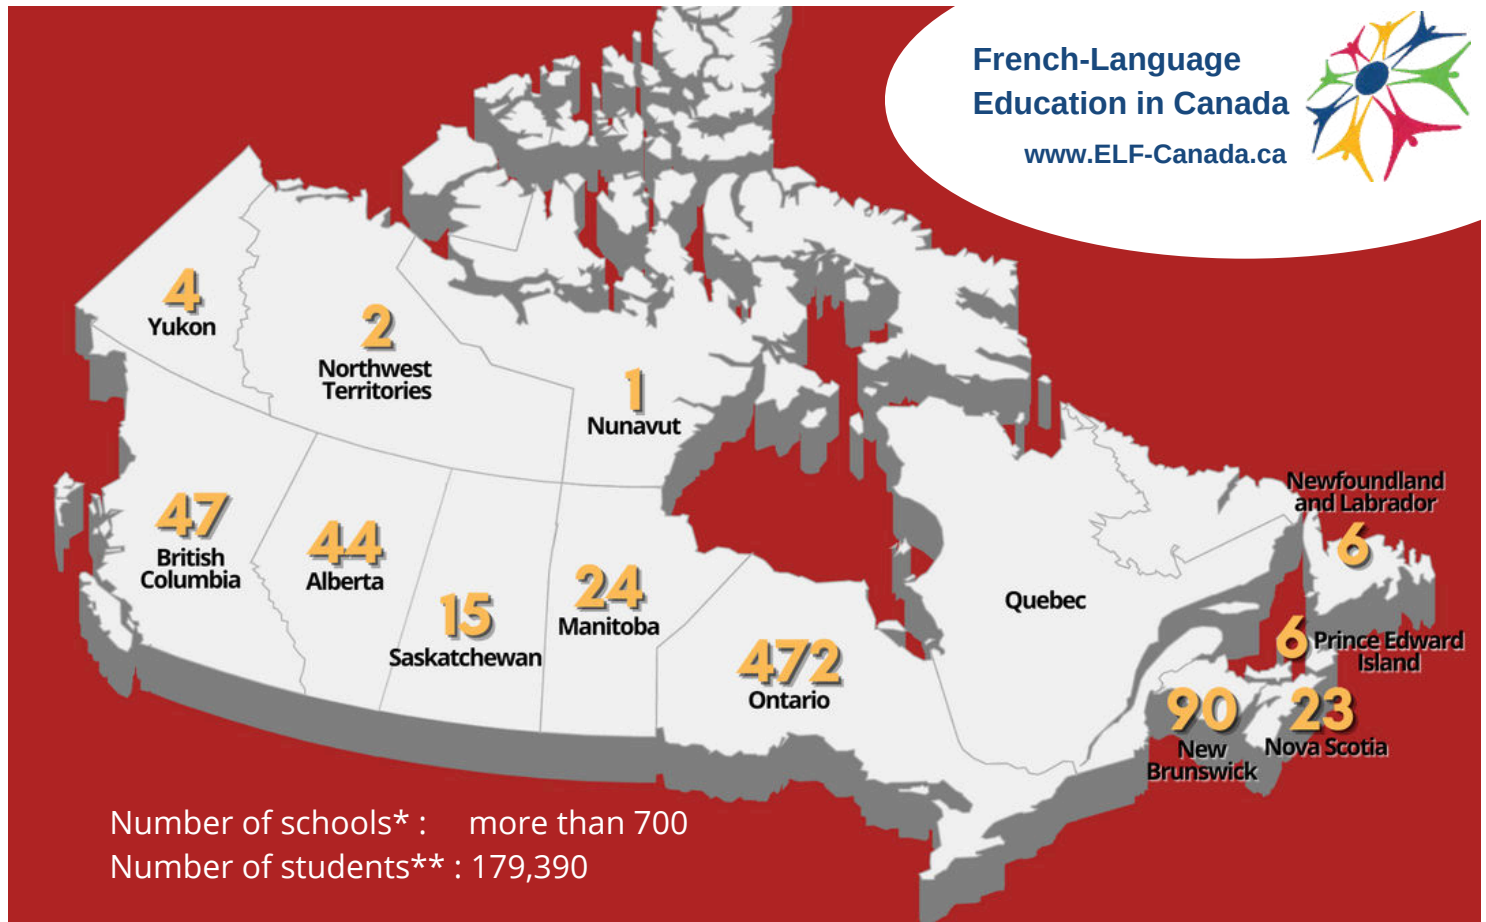 French-Language
Education in Canada
www.ELF-Canada.ca
4
Yukon
2
Northwest
Territories
1
Nunavut
47
British
Columbia
44
Alberta
15
Saskatchewan
24
Manitoba
472
Ontario
Quebec
Newfoundland
and Labrador
6
6
Prince Edward
Island
90
New
Brunswick
23
Nova Scotia
Number of schools* : more than 700
Number of students** : 179,390